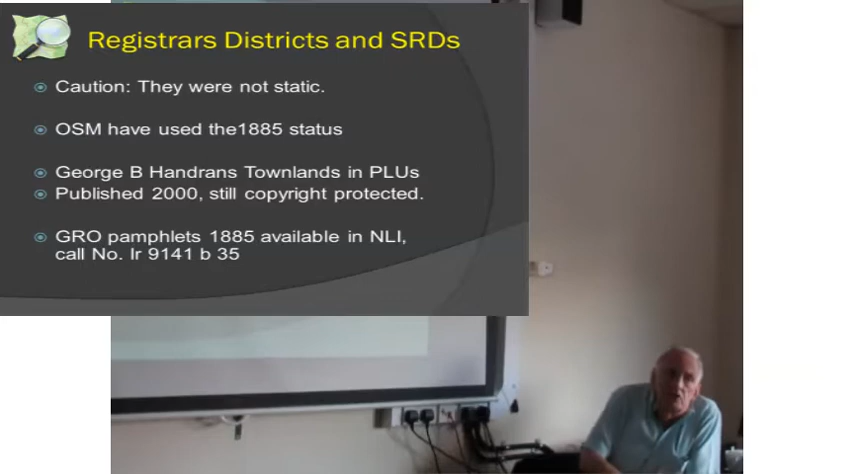 Registrars Districts and SRDs
Caution: They were not static.
OSM have used the1885 status
George B Handrans Townlands in PLUs
Published 2000, still copyright protected.
GRO pamphlets 1885 available in NLI,
call No. Ir 9141 b 35